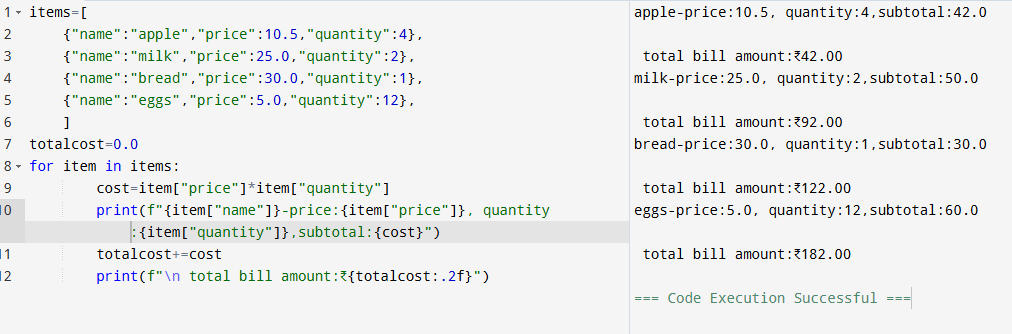 1 items=[
2 {"name":"apple","price":10.5,"quantity":4},
3 {"name":"milk","price":25.0,"quantity":2},
4 {"name":"bread","price":30.0,"quantity":1},
5 {"name":"eggs","price":5.0,"quantity":12},
6 ]
7 totalcost=0.0
8 for item in items:
9 cost=item["price"]*item["quantity"]
10 print(f"{item["name"]}-price:{item["price"]}, quantity
:{item["quantity"]},subtotal:{cost}")
11 totalcost+=cost
12 print(f"\n total bill amount:₹{totalcost:.2f}")
apple-price:10.5, quantity:4,subtotal:42.0
total bill amount:₹42.00
milk-price:25.0, quantity:2,subtotal:50.0
total bill amount:₹92.00
bread-price:30.0, quantity:1,subtotal:30.0
total bill amount:₹122.00
eggs-price:5.0, quantity:12,subtotal:60.0
total bill amount:₹182.00
=== Code Execution Successful ===